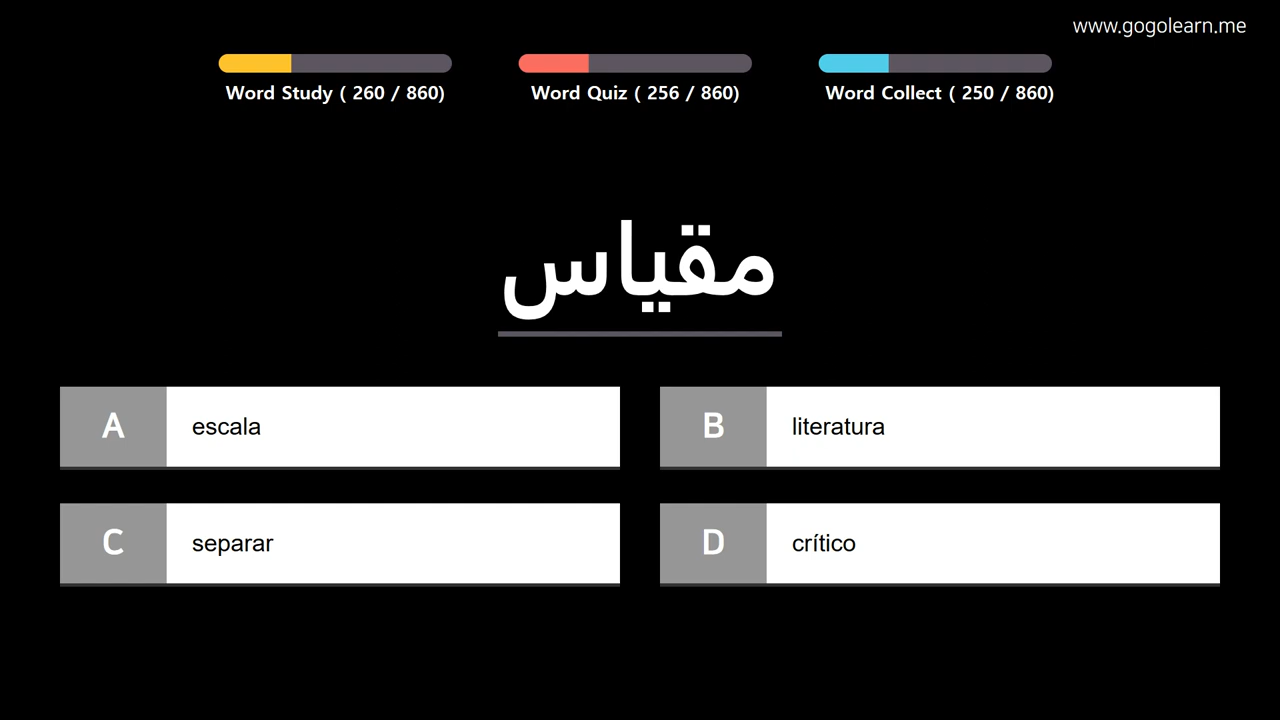 www.gogolearn.me
Word Study ( 260 / 860)
Word Quiz ( 256 / 860)
Word Collect ( 250 / 860)
مقياس
A escala
B literatura
C separar
D crítico